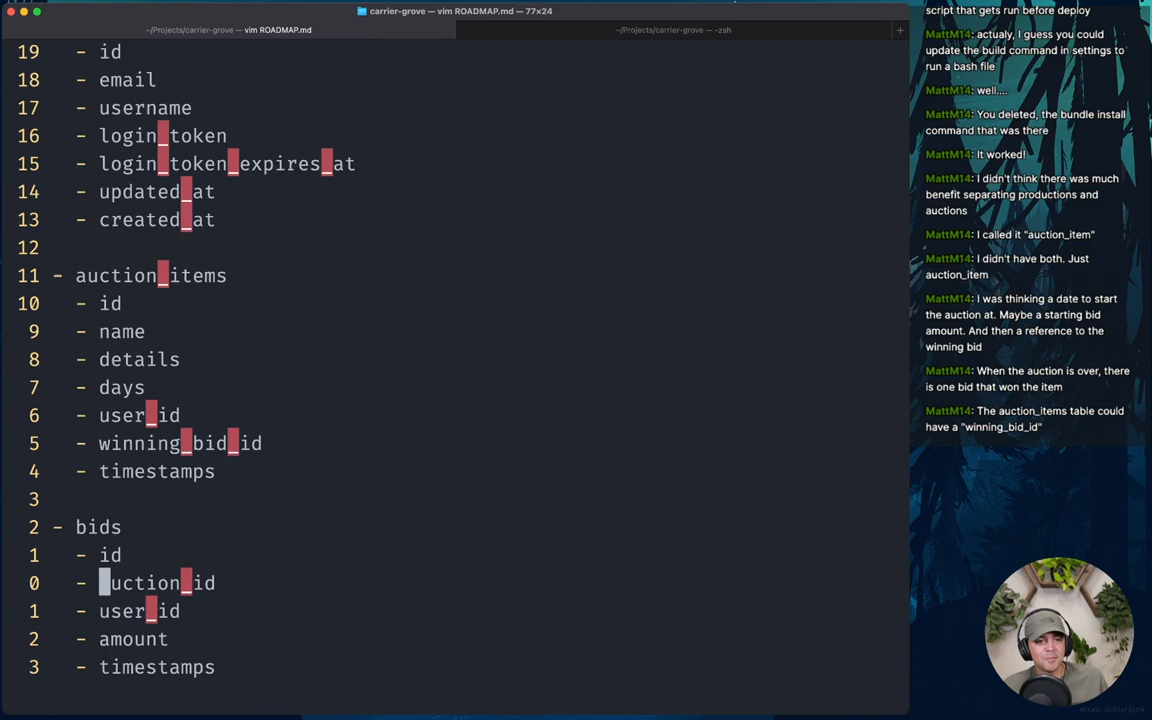 carrier-grove — vim ROADMAP.md — 77×24
~/Projects/carrier-grove — vim ROADMAP.md
~/Projects/carrier-grove — -zsh
+
19 - id
18 - email
17 - username
16 - login_token
15 - login_token_expires_at
14 - updated_at
13 - created_at
12
11 - auction_items
10 - id
9 - name
8 - details
7 - days
6 - user_id
5 - winning_bid_id
4 - timestamps
3
2 - bids
1 - id
0 - uction_id
1 - user_id
2 - amount
3 - timestamps
script that gets run before deploy
MattM14: actualy, I guess you could
update the build command in settings to
run a bash file
MattM14: well....
MattM14: You deleted, the bundle install
command that was there
MattM14: It worked!
MattM14: I didn't think there was much
benefit separating productions and
auctions
MattM14: I called it "auction_item"
MattM14: I didn't have both. Just
auction_item
MattM14: I was thinking a date to start
the auction at. Maybe a starting bid
amount. And then a reference to the
winning bid
MattM14: When the auction is over, there
is one bid that won the item
MattM14: The auction_items table could
have a "winning_bid_id"
MIKAEL GUSTAFSSON